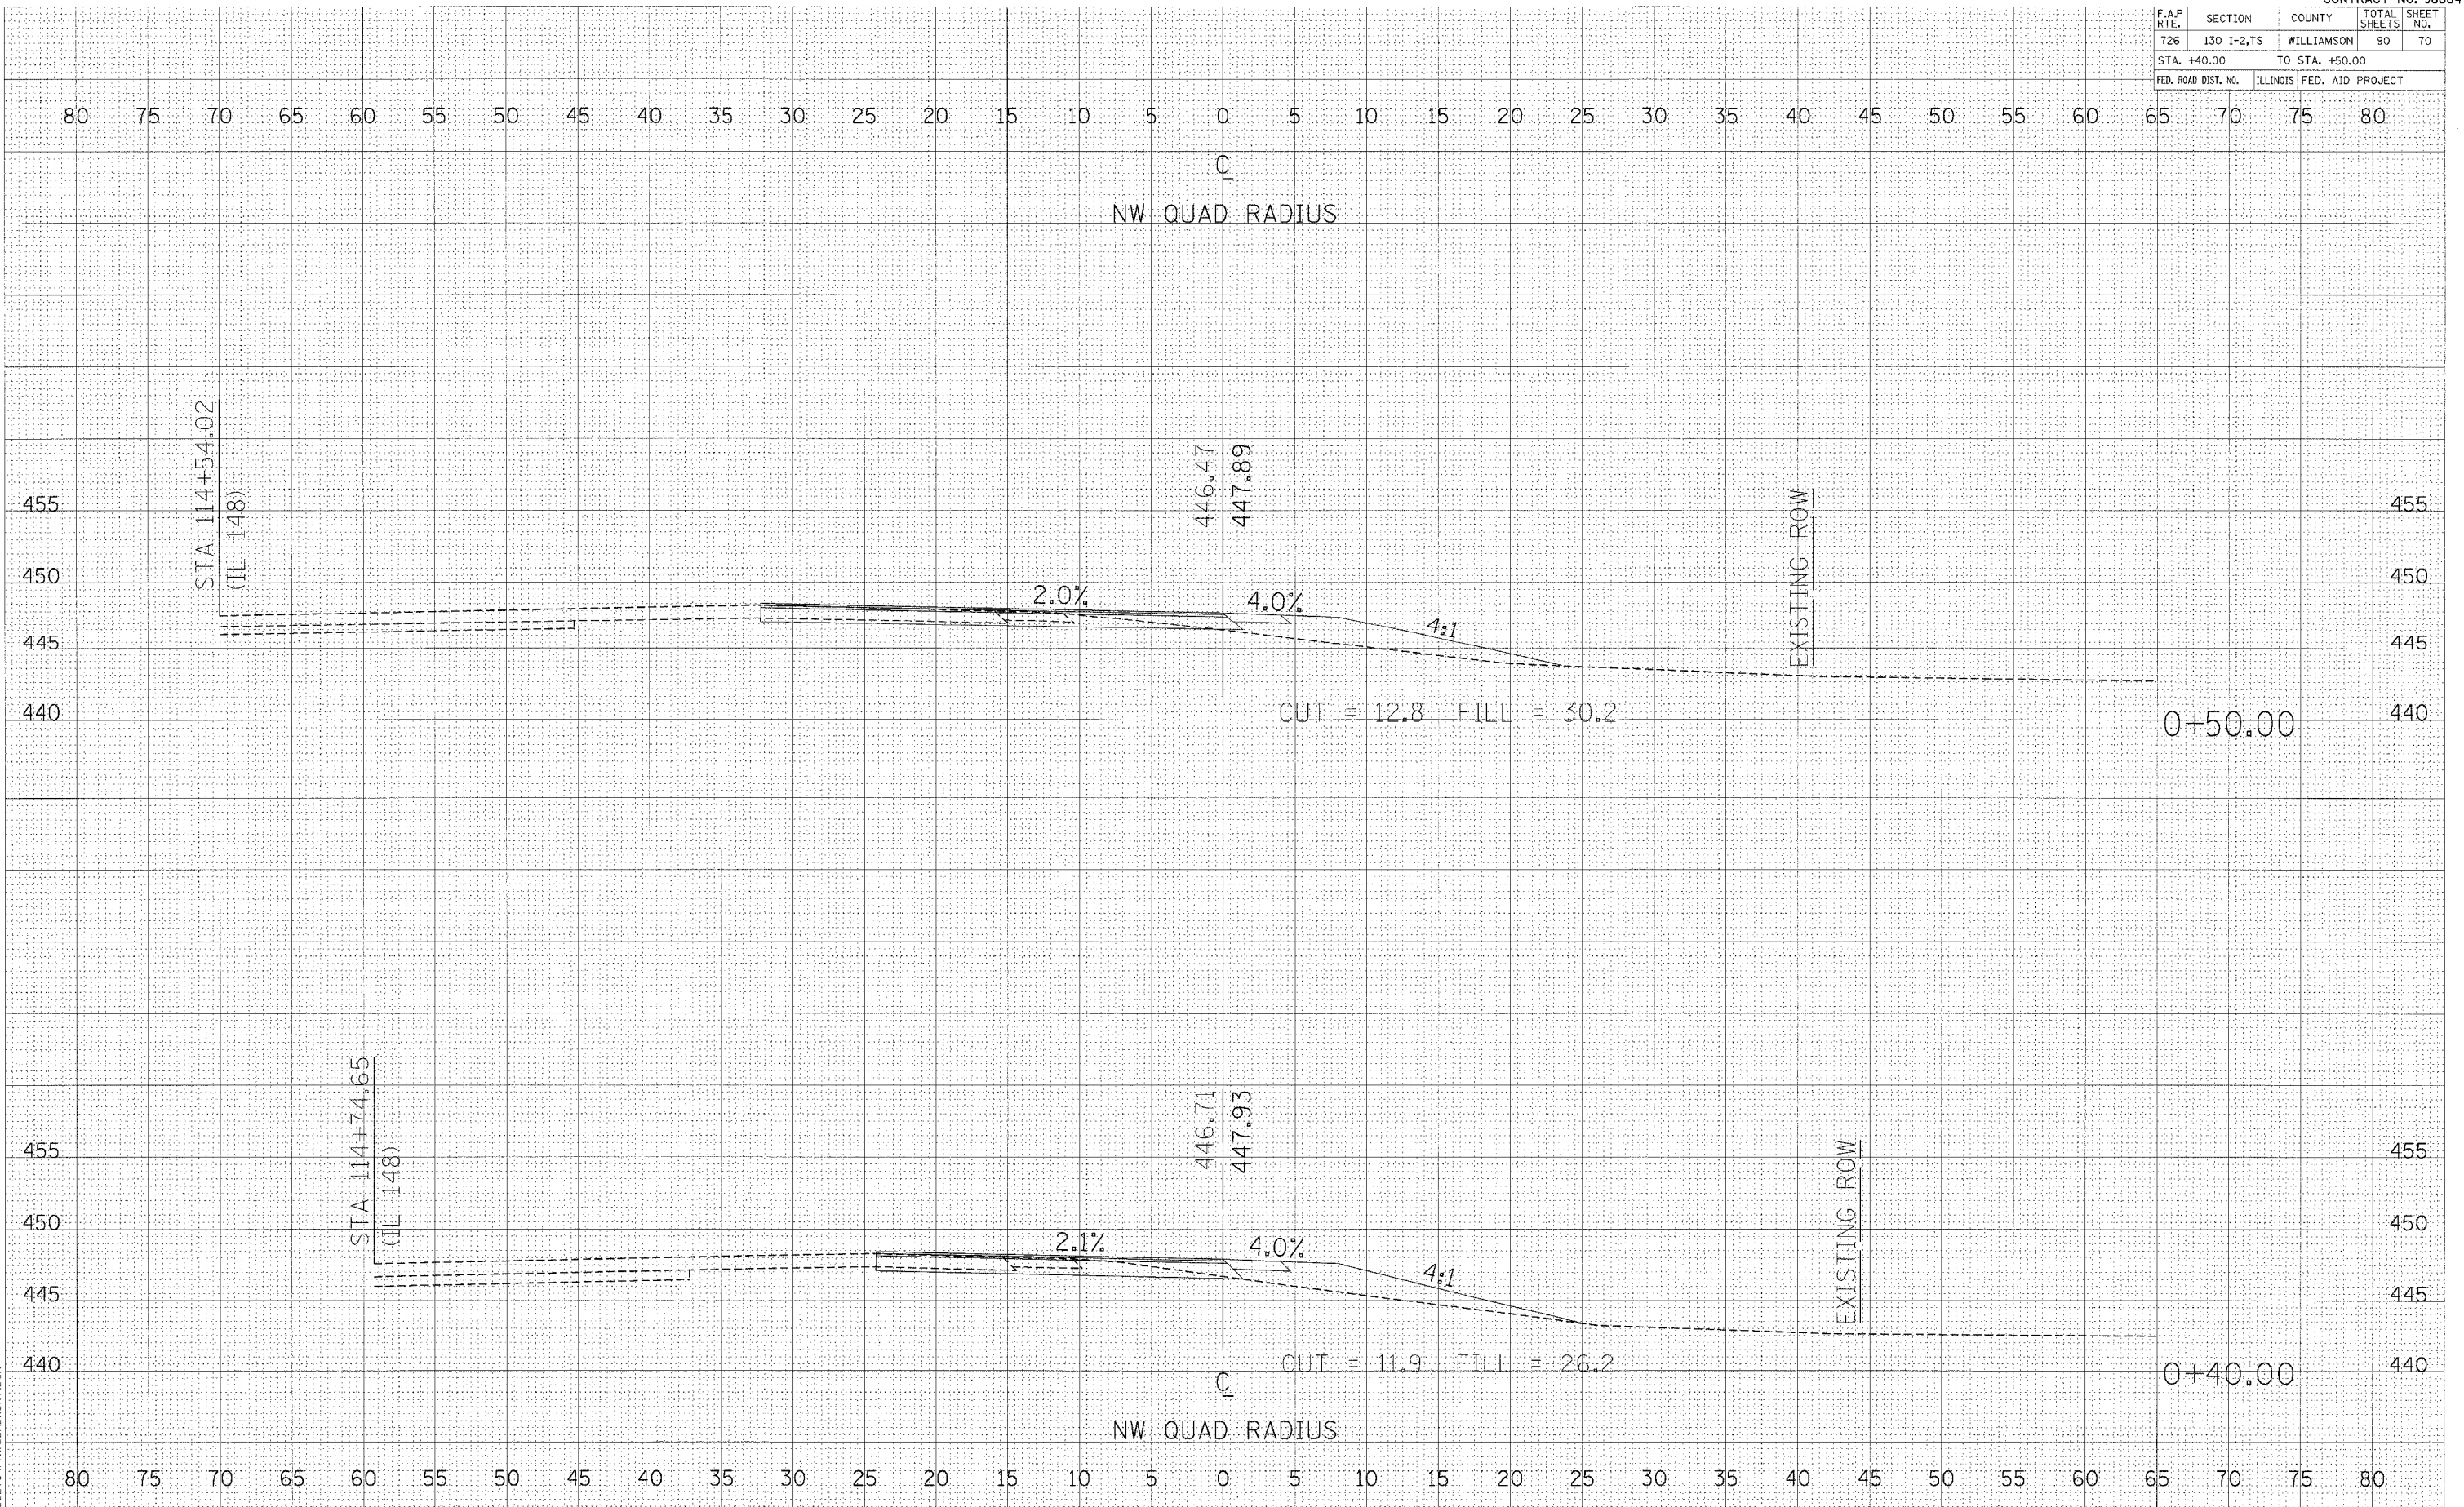 F.A.P RTE. SECTION COUNTY TOTAL SHEETS SHEET NO.
726 130 I-2,TS WILLIAMSON 90 70
STA. +40.00 TO STA. +50.00
FED. ROAD DIST. NO. ILLINOIS FED. AID PROJECT
80 75 70 65 60 55 50 45 40 35 30 25 20 15 10 5 0 5 10 15 20 25 30 35 40 45 50 55 60 65 70 75 80
℄
NW QUAD RADIUS
STA 114+54.02
(IL 148)
446.47
447.89
EXISTING ROW
455 455
450 450
2.0% 4.0%
4:1
445 445
440 440
CUT = 12.8 FILL = 30.2
0+50.00
STA 114+74.65
(IL 148)
446.71
447.93
EXISTING ROW
455 455
450 450
2.1% 4.0%
4:1
445 445
440 440
CUT = 11.9 FILL = 26.2
0+40.00
℄
NW QUAD RADIUS
80 75 70 65 60 55 50 45 40 35 30 25 20 15 10 5 0 5 10 15 20 25 30 35 40 45 50 55 60 65 70 75 80